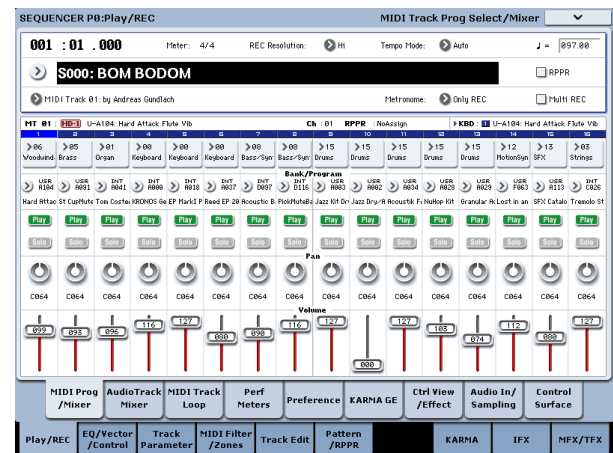 SEQUENCER P0:Play/REC MIDI Track Prog Select/Mixer
001 :01 .000 Meter: 4/4 REC Resolution: Hi Tempo Mode: Auto ♩ = 097.00
S000: BOM BODOM RPPR
MIDI Track 01: by Andreas Gundlach Metronome: Only REC Multi REC
MT 01: HD-1 U-A104: Hard Attack Flute Vib Ch : 01 RPPR : NoAssign KBD : 1 U-A104: Hard Attack Flute Vib
1 2 3 4 5 6 7 8 9 10 11 12 13 14 15 16
06 05 01 00 00 00 08 08 15 15 15 15 15 12 13 03
Woodwind Brass Organ Keyboard Keyboard Keyboard Bass/Syn Bass/Syn Drums Drums Drums Drums Drums MotionSyn SFX Strings
Bank/Program
USR USR INT INT INT INT INT INT USR USR USR USR USR USR USR INT
A104 A091 A041 A000 A018 A037 D097 D116 A003 A002 A034 A028 A029 F063 A113 C026
Hard Attac St CupMute Tom Coste KRONOS Ge EP MarkI P Reed EP 20 Acoustic B PickMuteBa Jazz Kit Dr Jazz Dry/A Acoustik F NuHop Kit Granular A Lost in an SFX Catalo Tremolo St
Play Play Play Play Play Play Play Play Play Play Play Play Play Play Play Play
Solo Solo Solo Solo Solo Solo Solo Solo Solo Solo Solo Solo Solo Solo Solo Solo
Pan
C064 C064 C064 C064 C064 C064 C064 C064 C064 C064 C064 C064 C064 C064 C064 C064
Volume
099 093 096 116 127 080 090 116 127 000 127 103 074 112 080 127
MIDI Prog /Mixer AudioTrack Mixer MIDI Track Loop Perf Meters Preference KARMA GE Ctrl View /Effect Audio In/ Sampling Control Surface
Play/REC EQ/Vector /Control Track Parameter MIDI Filter /Zones Track Edit Pattern /RPPR KARMA IFX MFX/TFX